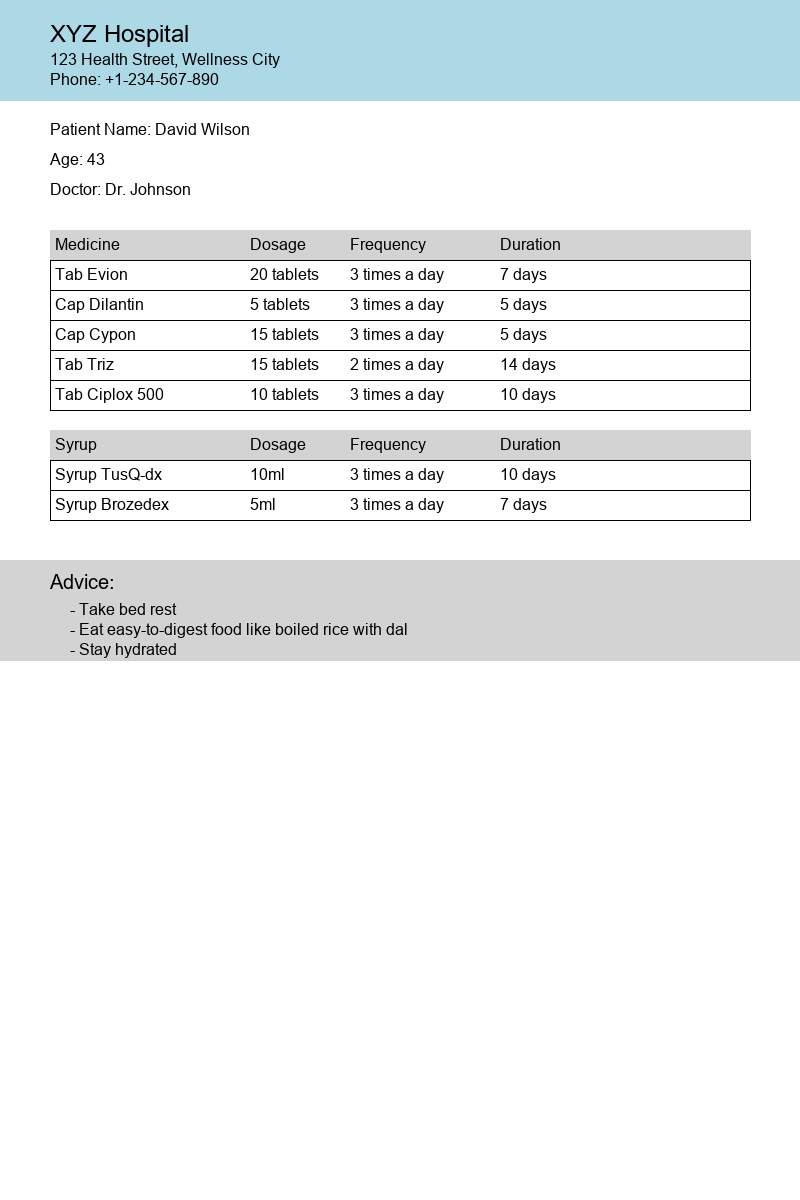 XYZ Hospital
123 Health Street, Wellness City
Phone: +1-234-567-890
Patient Name: David Wilson
Age: 43
Doctor: Dr. Johnson
Medicine Dosage Frequency Duration
Tab Evion 20 tablets 3 times a day 7 days
Cap Dilantin 5 tablets 3 times a day 5 days
Cap Cypon 15 tablets 3 times a day 5 days
Tab Triz 15 tablets 2 times a day 14 days
Tab Ciplox 500 10 tablets 3 times a day 10 days
Syrup Dosage Frequency Duration
Syrup TusQ-dx 10ml 3 times a day 10 days
Syrup Brozedex 5ml 3 times a day 7 days
Advice:
- Take bed rest
- Eat easy-to-digest food like boiled rice with dal
- Stay hydrated